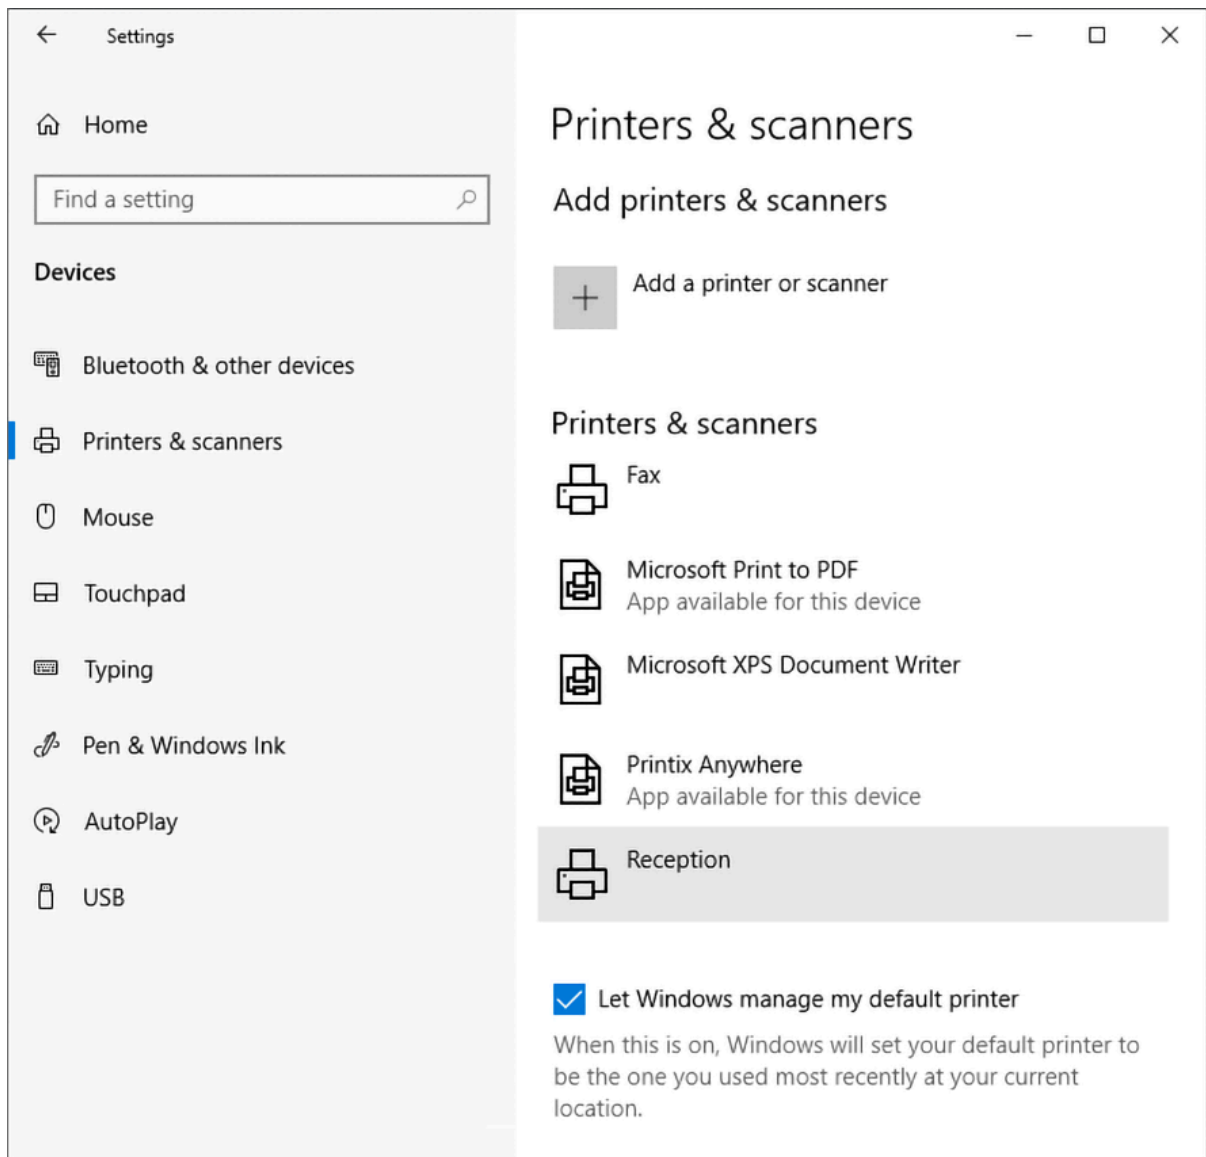 Settings
Home
Find a setting
Devices
Bluetooth & other devices
Printers & scanners
Mouse
Touchpad
Typing
Pen & Windows Ink
AutoPlay
USB
Printers & scanners
Add printers & scanners
Add a printer or scanner
Printers & scanners
Fax
Microsoft Print to PDF
App available for this device
Microsoft XPS Document Writer
Printix Anywhere
App available for this device
Reception
Let Windows manage my default printer
When this is on, Windows will set your default printer to
be the one you used most recently at your current
location.